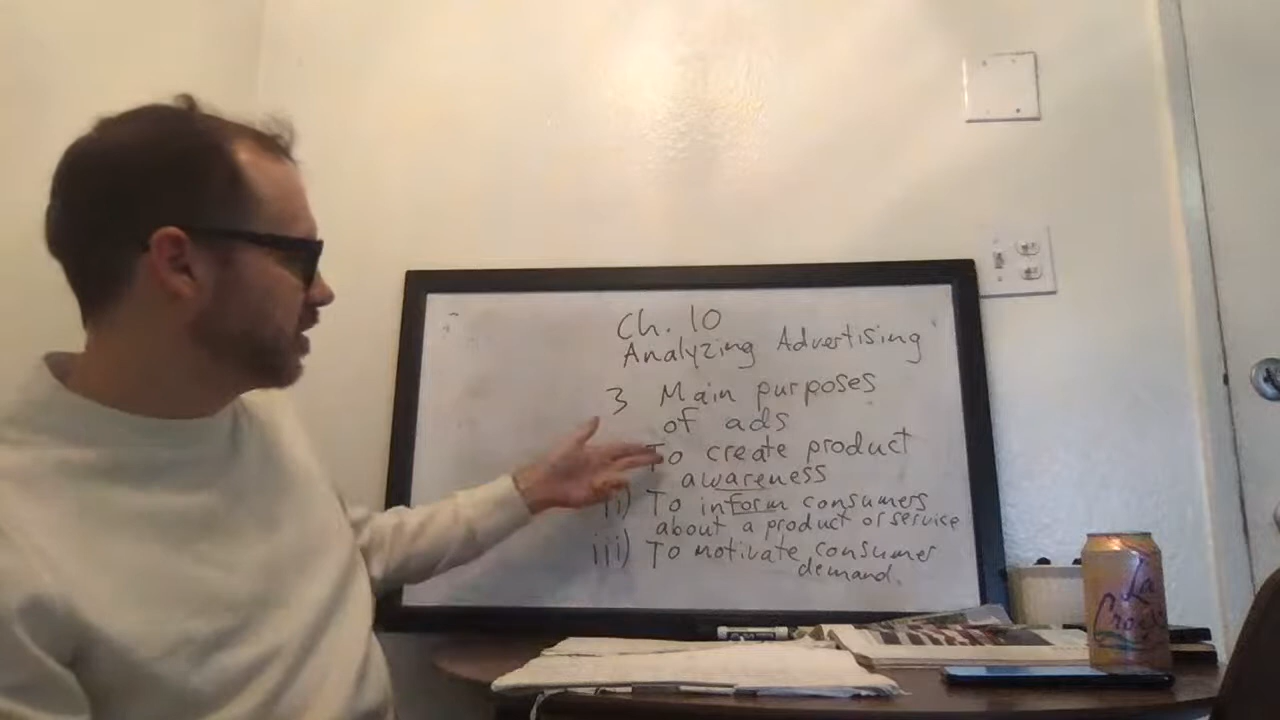 Ch. 10
Analyzing Advertising
3 Main purposes
of ads
To create product
awareness
ii) To inform consumers
about a product or service
iii) To motivate consumer
demand.
La
Croix